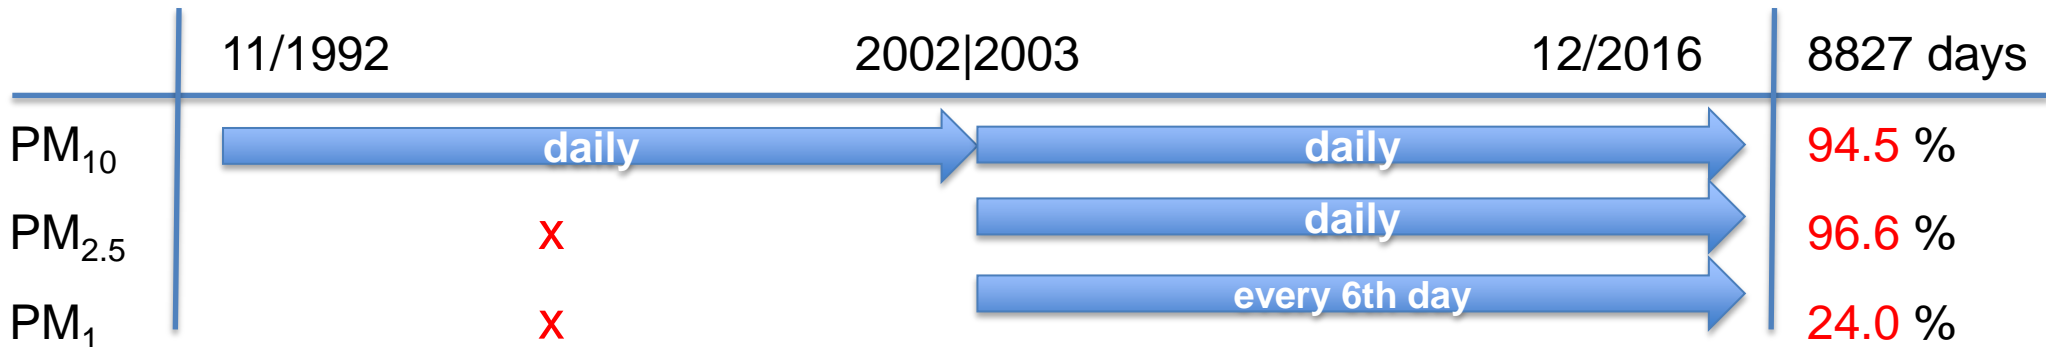 11/1992 2002|2003 12/2016 8827 days
PM₁₀ daily daily 94.5 %
PM₂.₅ x daily 96.6 %
PM₁ x every 6th day 24.0 %